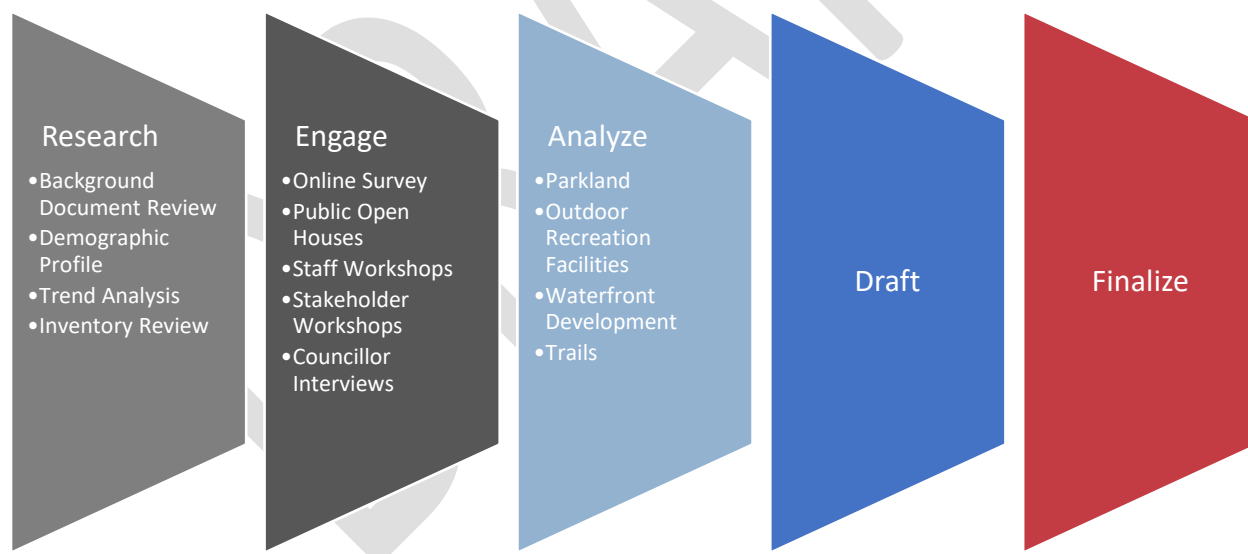 Research
•Background
Document Review
•Demographic
Profile
•Trend Analysis
•Inventory Review
Engage
•Online Survey
•Public Open
Houses
•Staff Workshops
•Stakeholder
Workshops
•Councillor
Interviews
Analyze
•Parkland
•Outdoor
Recreation
Facilities
•Waterfront
Development
•Trails
Draft
Finalize